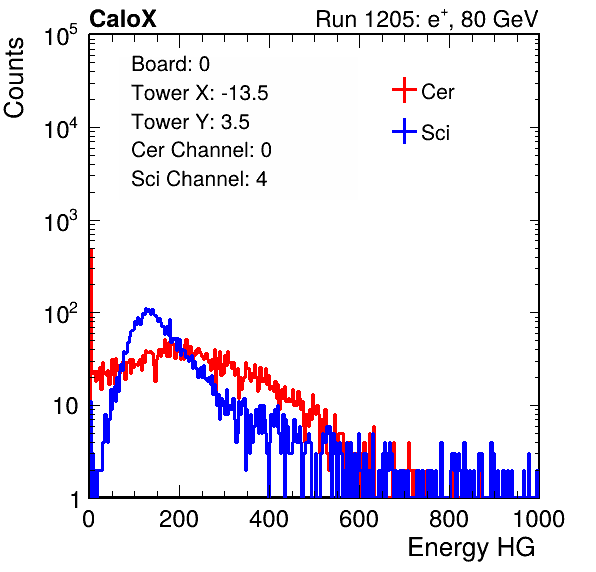 CaloX Run 1205: e⁺, 80 GeV
Board: 0
Tower X: -13.5
Tower Y: 3.5
Cer Channel: 0
Sci Channel: 4
Cer
Sci
Counts
10⁵
10⁴
10³
10²
10
1
0 200 400 600 800 1000
Energy HG